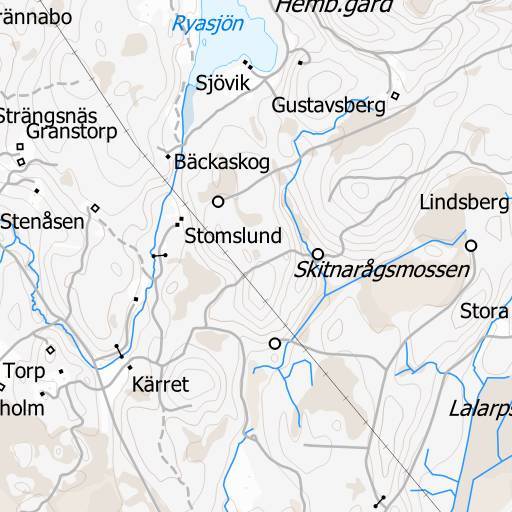 Hemb.gård
rännabo
Ryasjön
Sjövik
Gustavsberg
Strängsnäs
Granstorp
Bäckaskog
Lindsberg
Stenåsen
Stomslund
Skitnarågsmossen
Stora
Torp
Kärret
holm
Lalarps